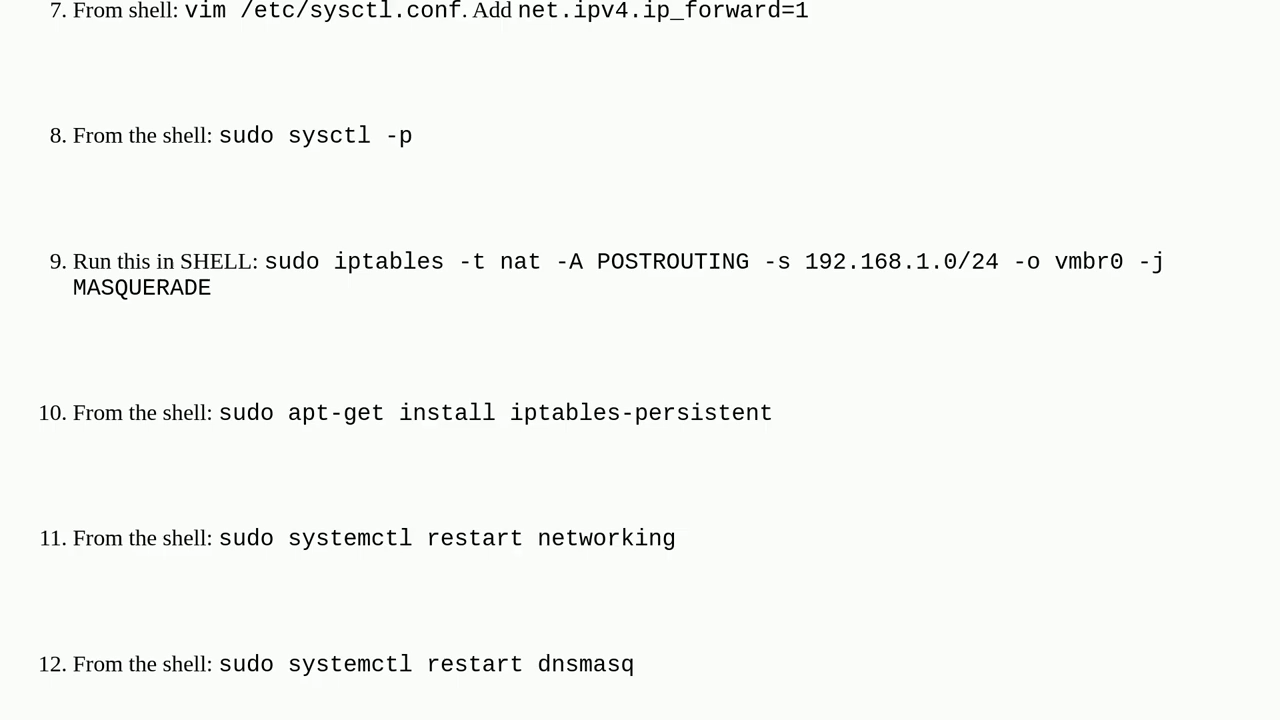 7. From shell: vim /etc/sysctl.conf. Add net.ipv4.ip_forward=1
8. From the shell: sudo sysctl -p
9. Run this in SHELL: sudo iptables -t nat -A POSTROUTING -s 192.168.1.0/24 -o vmbr0 -j
MASQUERADE
10. From the shell: sudo apt-get install iptables-persistent
11. From the shell: sudo systemctl restart networking
12. From the shell: sudo systemctl restart dnsmasq